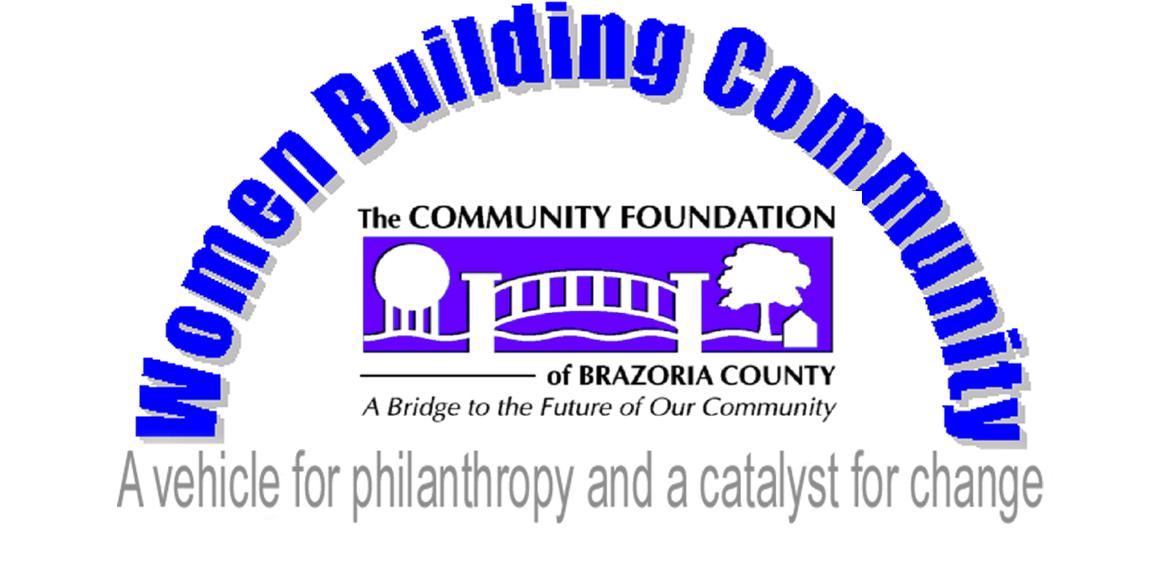 Women Building Community
The COMMUNITY FOUNDATION
of BRAZORIA COUNTY
A Bridge to the Future of Our Community
A vehicle for philanthropy and a catalyst for change